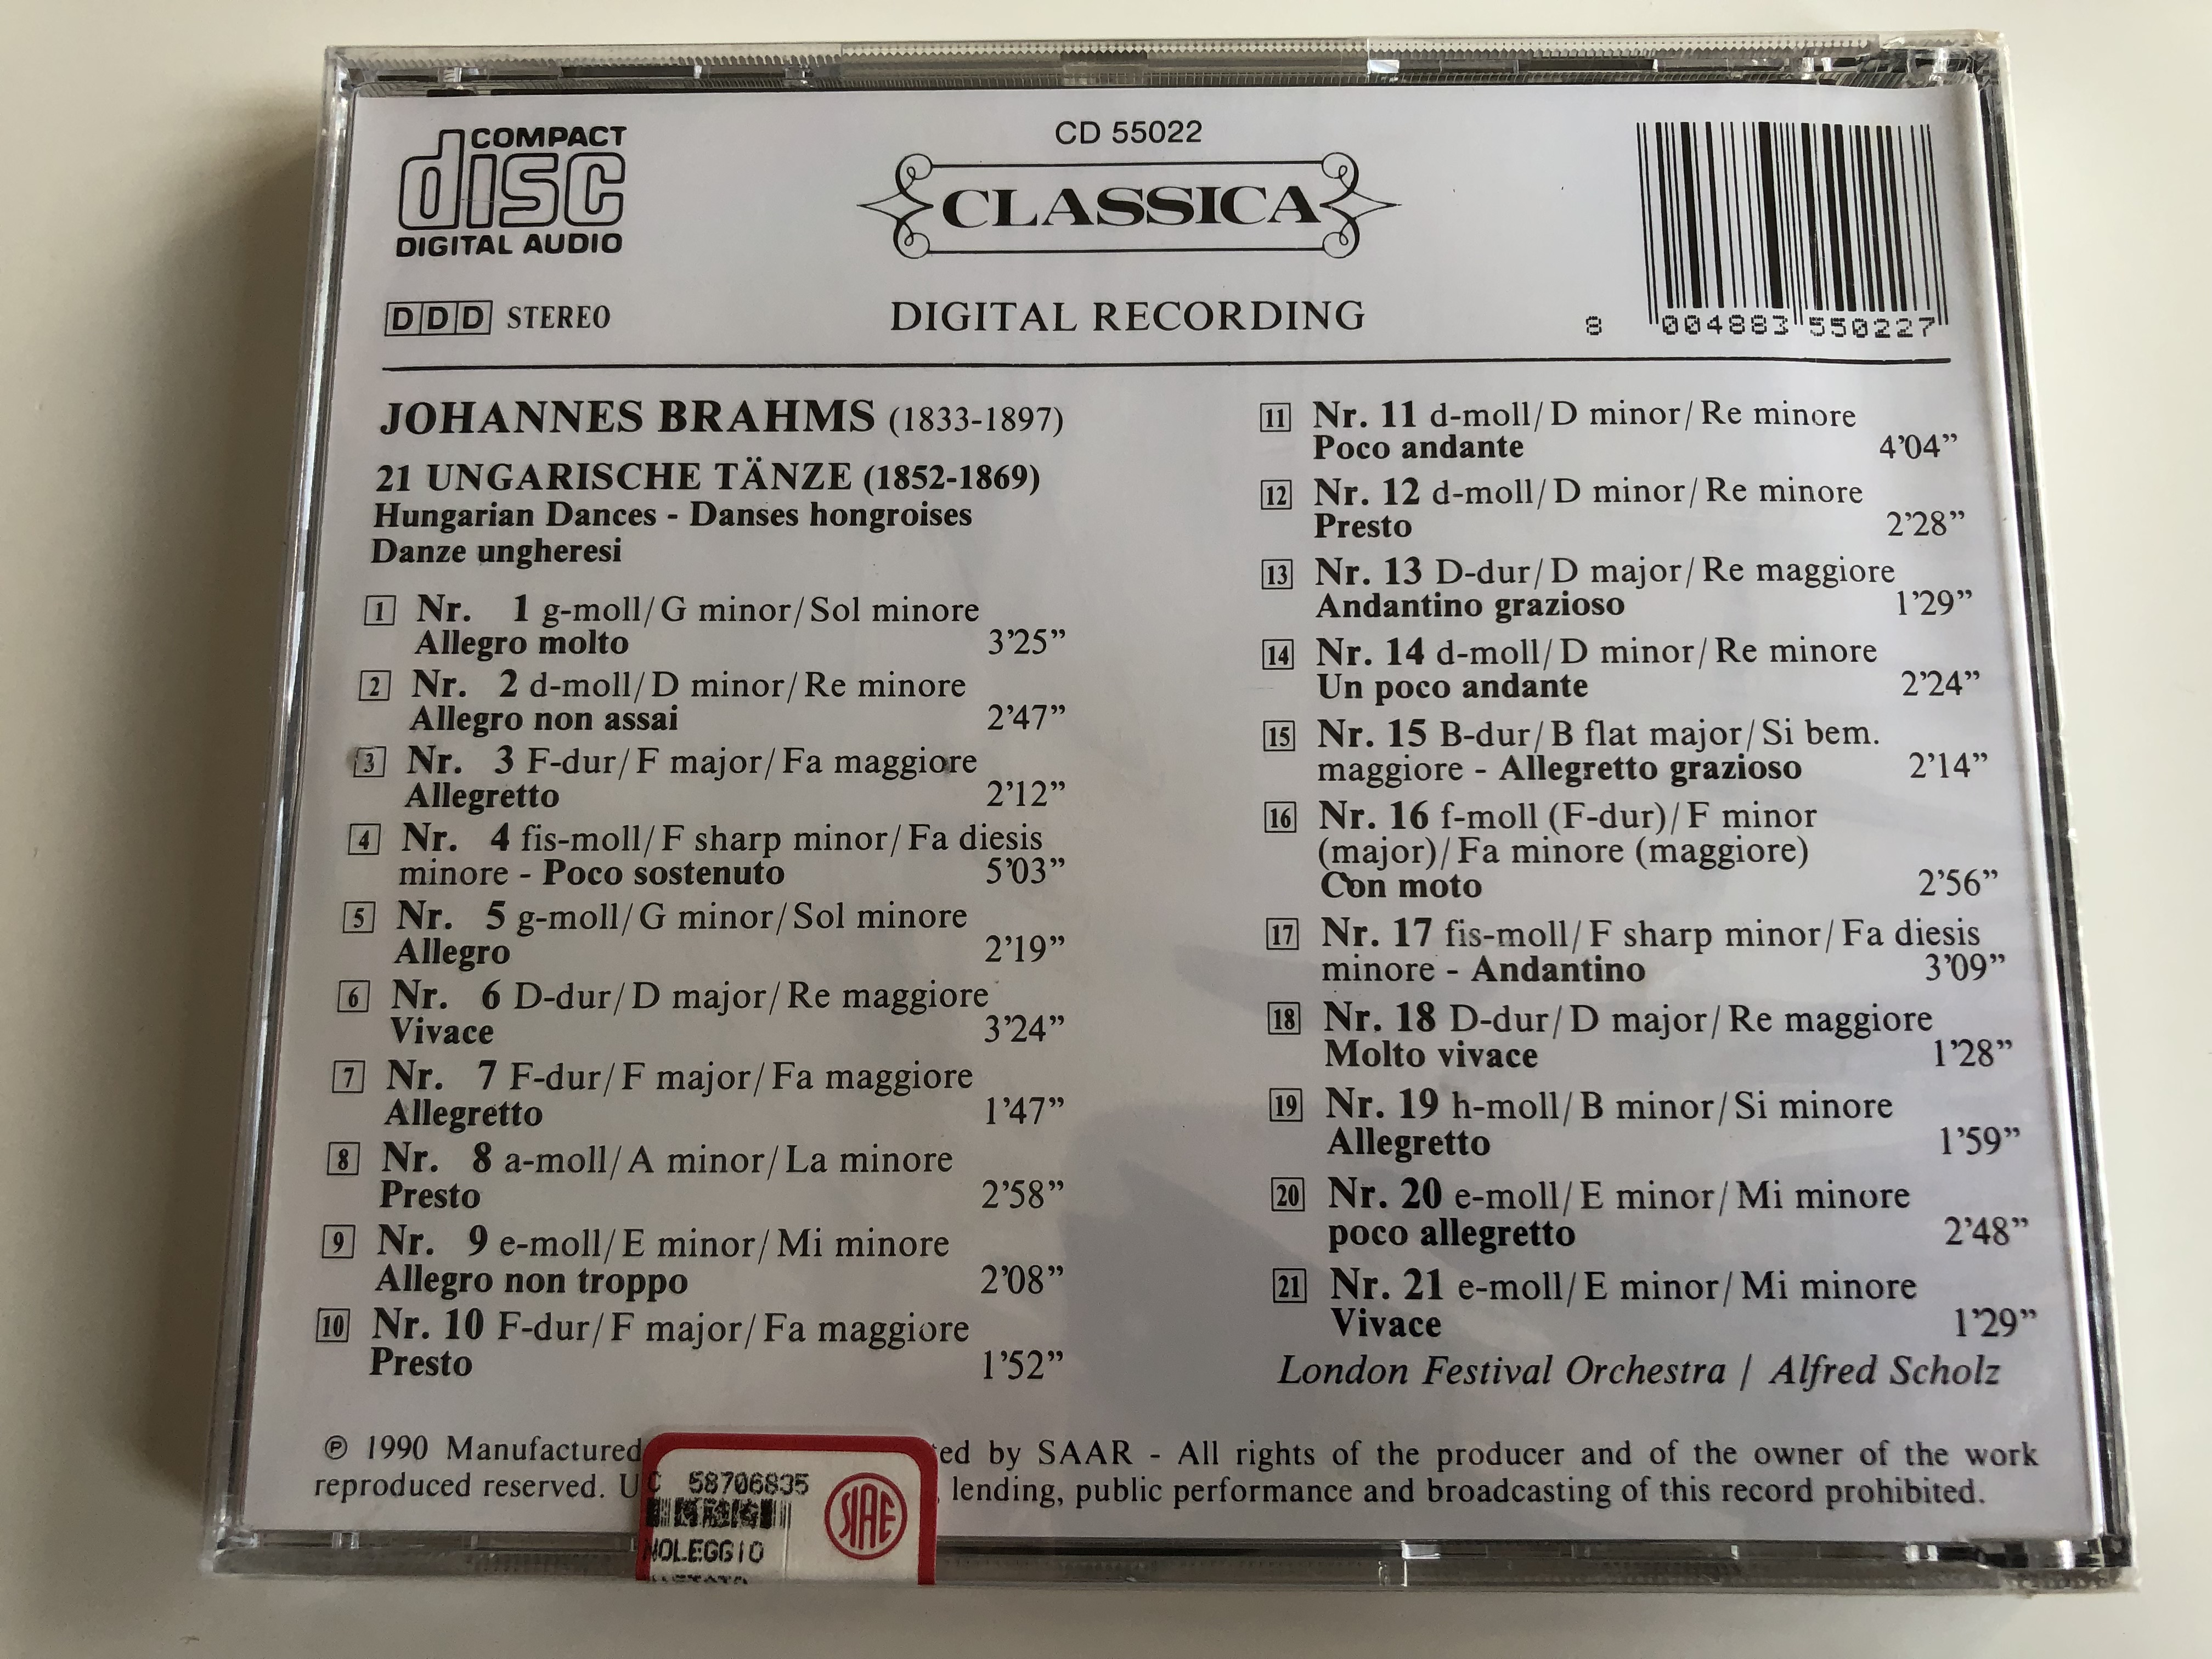 COMPACT
disc
DIGITAL AUDIO
DDD STEREO
CD 55022
CLASSICA
DIGITAL RECORDING
8 004883 550227
JOHANNES BRAHMS (1833-1897)
21 UNGARISCHE TÄNZE (1852-1869)
Hungarian Dances - Danses hongroises
Danze ungheresi
1 Nr. 1 g-moll/G minor/Sol minore
Allegro molto 3'25”
2 Nr. 2 d-moll/D minor/Re minore
Allegro non assai 2'47”
3 Nr. 3 F-dur/F major/Fa maggiore
Allegretto 2'12”
4 Nr. 4 fis-moll/F sharp minor/Fa diesis
minore - Poco sostenuto 5'03”
5 Nr. 5 g-moll/G minor/Sol minore
Allegro 2'19”
6 Nr. 6 D-dur/D major/Re maggiore
Vivace 3'24”
7 Nr. 7 F-dur/F major/Fa maggiore
Allegretto 1'47”
8 Nr. 8 a-moll/A minor/La minore
Presto 2'58”
9 Nr. 9 e-moll/E minor/Mi minore
Allegro non troppo 2'08”
10 Nr. 10 F-dur/F major/Fa maggiore
Presto 1'52”
11 Nr. 11 d-moll/D minor/Re minore
Poco andante 4'04”
12 Nr. 12 d-moll/D minor/Re minore
Presto 2'28”
13 Nr. 13 D-dur/D major/Re maggiore
Andantino grazioso 1'29”
14 Nr. 14 d-moll/D minor/Re minore
Un poco andante 2'24”
15 Nr. 15 B-dur/B flat major/Si bem.
maggiore - Allegretto grazioso 2'14”
16 Nr. 16 f-moll (F-dur)/F minor
(major)/Fa minore (maggiore)
Con moto 2'56”
17 Nr. 17 fis-moll/F sharp minor/Fa diesis
minore - Andantino 3'09”
18 Nr. 18 D-dur/D major/Re maggiore
Molto vivace 1'28”
19 Nr. 19 h-moll/B minor/Si minore
Allegretto 1'59”
20 Nr. 20 e-moll/E minor/Mi minore
poco allegretto 2'48”
21 Nr. 21 e-moll/E minor/Mi minore
Vivace 1'29”
London Festival Orchestra / Alfred Scholz
℗ 1990 Manufactured ted by SAAR - All rights of the producer and of the owner of the work
reproduced reserved. U , lending, public performance and broadcasting of this record prohibited.
C 58706835
SIAE
NOLEGGIO